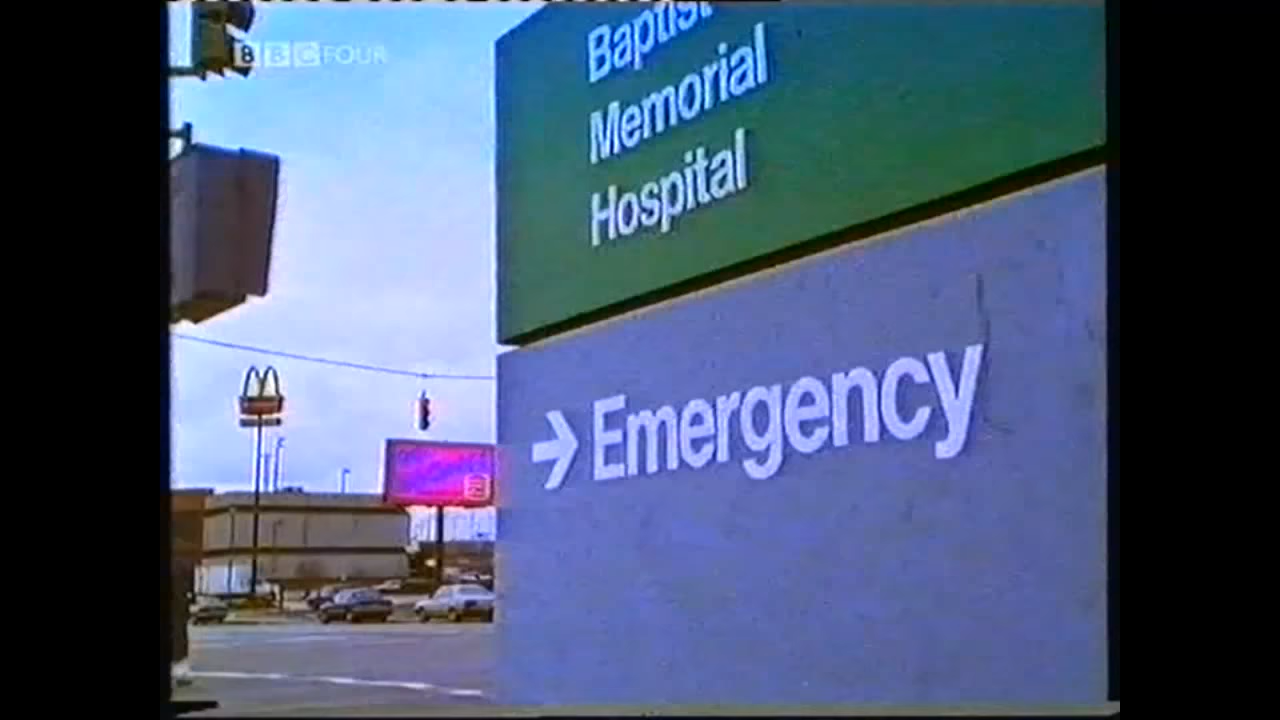 BBC FOUR
Baptist
Memorial
Hospital
→ Emergency